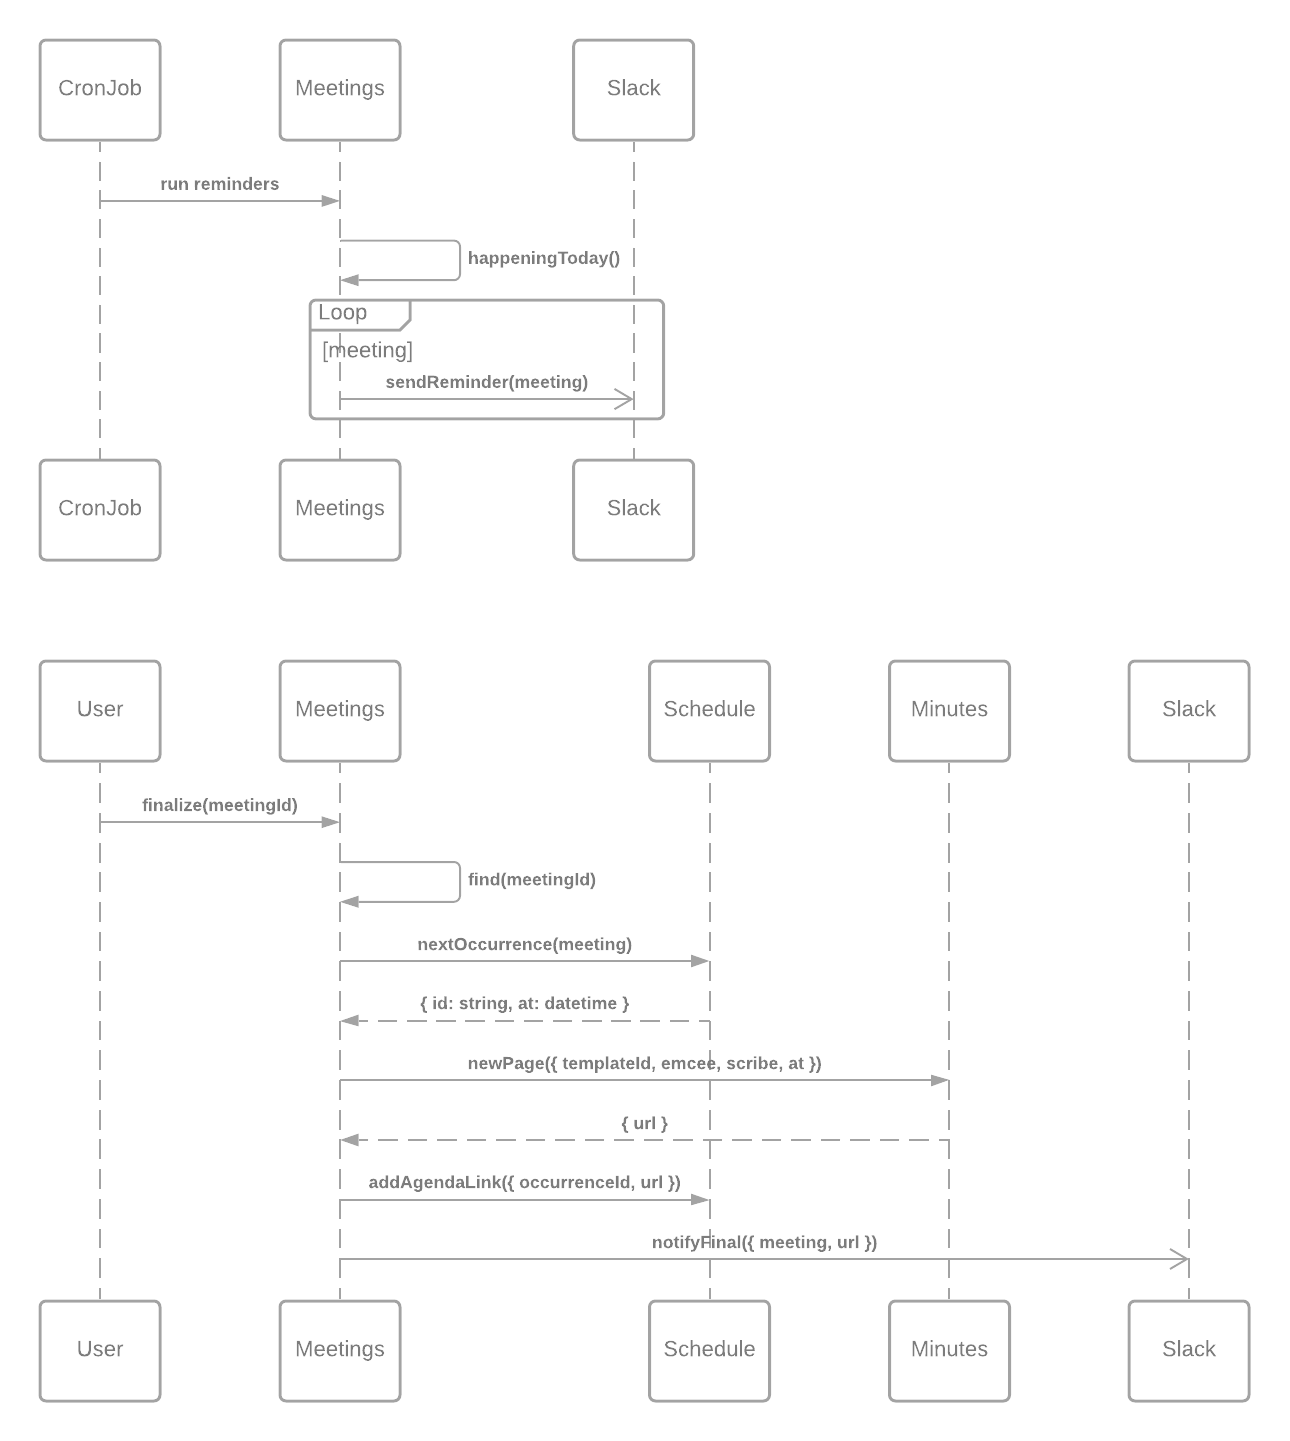 CronJob
Meetings
Slack
run reminders
happeningToday()
Loop
[meeting]
sendReminder(meeting)
CronJob
Meetings
Slack
User
Meetings
Schedule
Minutes
Slack
finalize(meetingId)
find(meetingId)
nextOccurrence(meeting)
{ id: string, at: datetime }
newPage({ templateId, emcee, scribe, at })
{ url }
addAgendaLink({ occurrenceId, url })
notifyFinal({ meeting, url })
User
Meetings
Schedule
Minutes
Slack